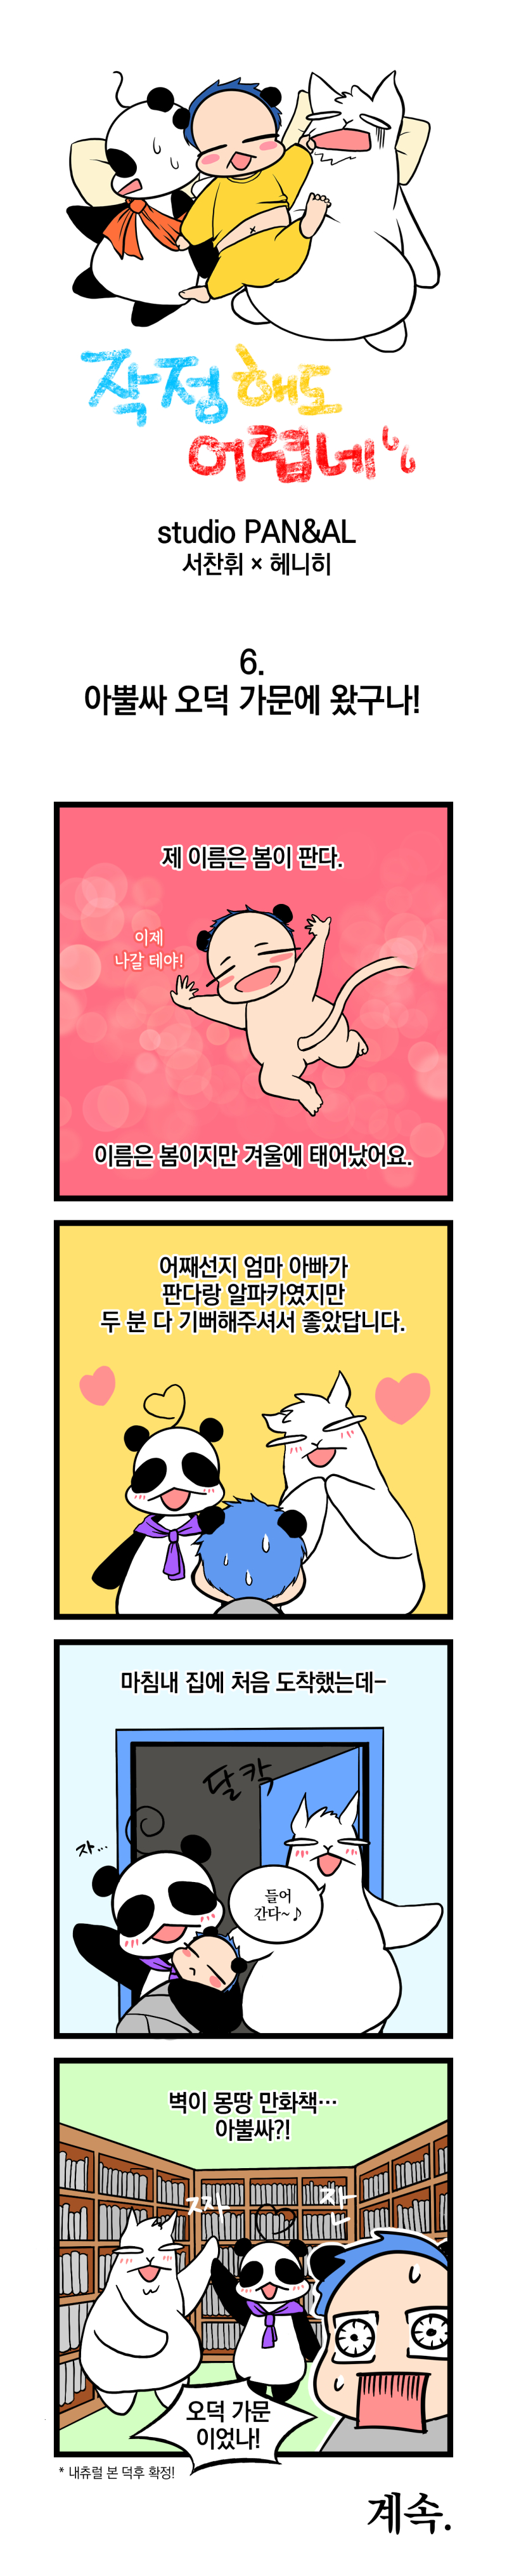 작정해도
어렵네
studio PAN&AL
서찬휘 × 헤니히
6.
아뿔싸 오덕 가문에 왔구나!
제 이름은 봄이 판다.
이제
나갈 테야!
이름은 봄이지만 겨울에 태어났어요.
어째선지 엄마 아빠가
판다랑 알파카였지만
두 분 다 기뻐해주셔서 좋았답니다.
마침내 집에 처음 도착했는데-
달칵
자...
들어
간다~♪
벽이 몽땅 만화책…
아뿔싸?!
짜
잔
오덕 가문
이었나!
* 내츄럴 본 덕후 확정!
계속.